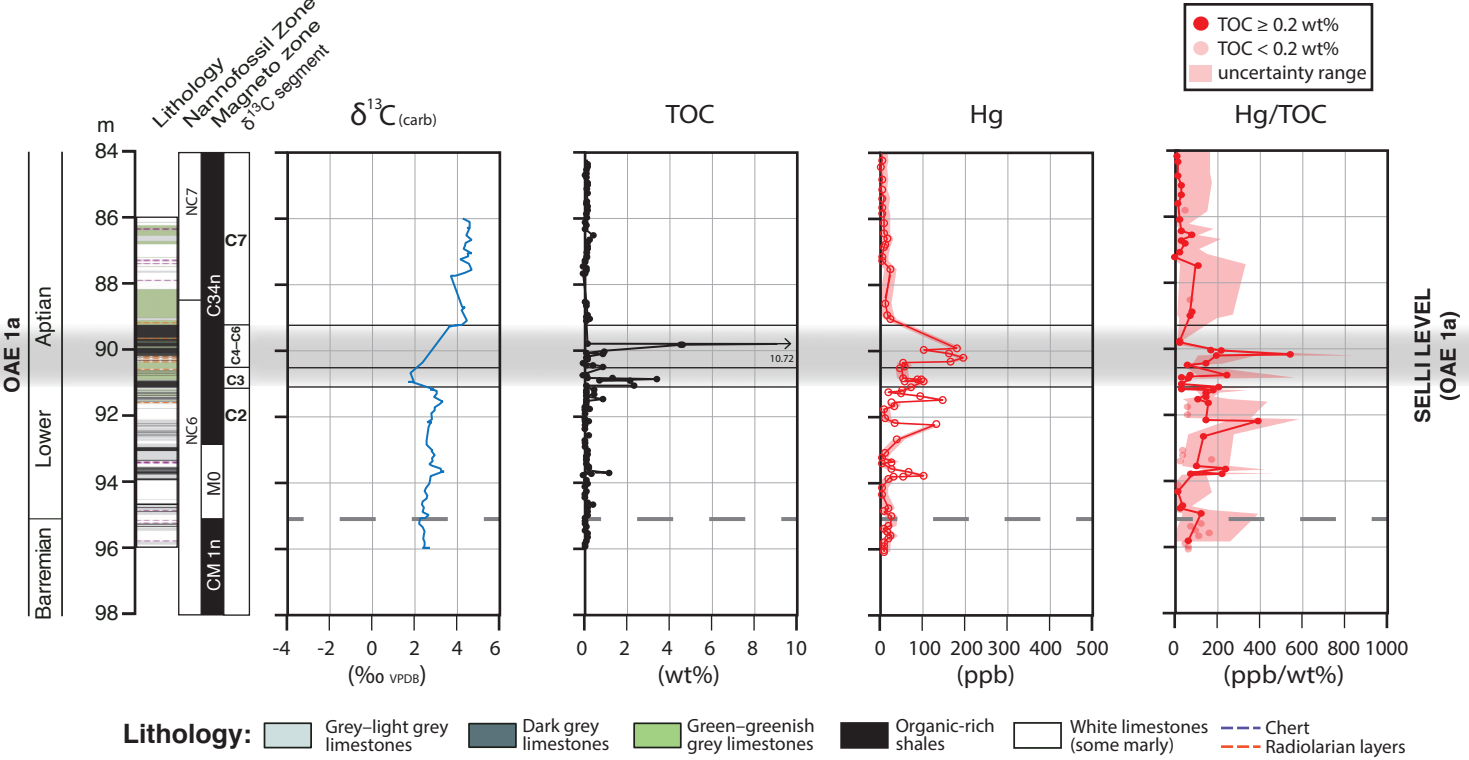 TOC ≥ 0.2 wt%
TOC < 0.2 wt%
uncertainty range
Lithology
Nannofossil Zone
Magneto zone
δ13C segment
m
δ13C (carb)
TOC
Hg
Hg/TOC
84
86
88
90
92
94
96
98
OAE 1a
Aptian
Lower
Barremian
NC7
NC6
C34n
M0
CM 1n
C7
C4–C6
C3
C2
10.72
SELLI LEVEL
(OAE 1a)
-4 -2 0 2 4 6
0 2 4 6 8 10
0 100 200 300 400 500
0 200 400 600 800 1000
(‰ VPDB)
(wt%)
(ppb)
(ppb/wt%)
Lithology:
Grey–light grey
limestones
Dark grey
limestones
Green–greenish
grey limestones
Organic-rich
shales
White limestones
(some marly)
Chert
Radiolarian layers